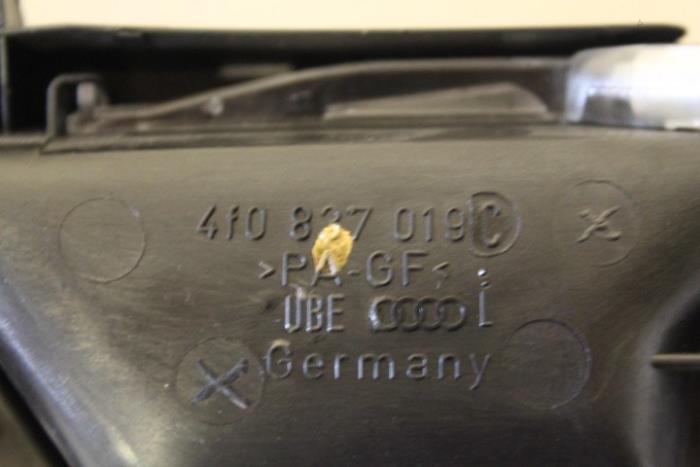 4f0 837 019 C
>PA-GF<
UBE
Germany